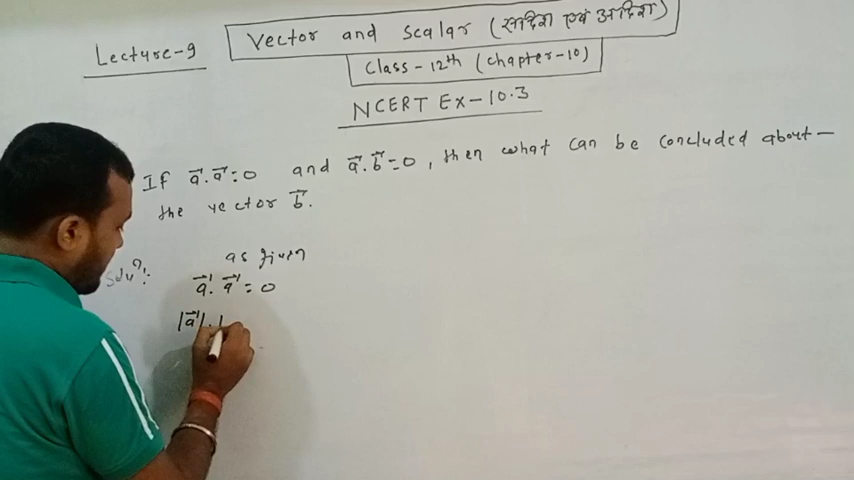 Lecture-9
Vector and Scalar (सदिश एवं अदिश)
Class-12th (Chapter-10)
NCERT Ex-10.3
If a⃗.a⃗=0 and a⃗.b⃗=0, then what can be concluded about
the vector b⃗.
Solⁿ:
as given
a⃗.a⃗=0
|a⃗|.|